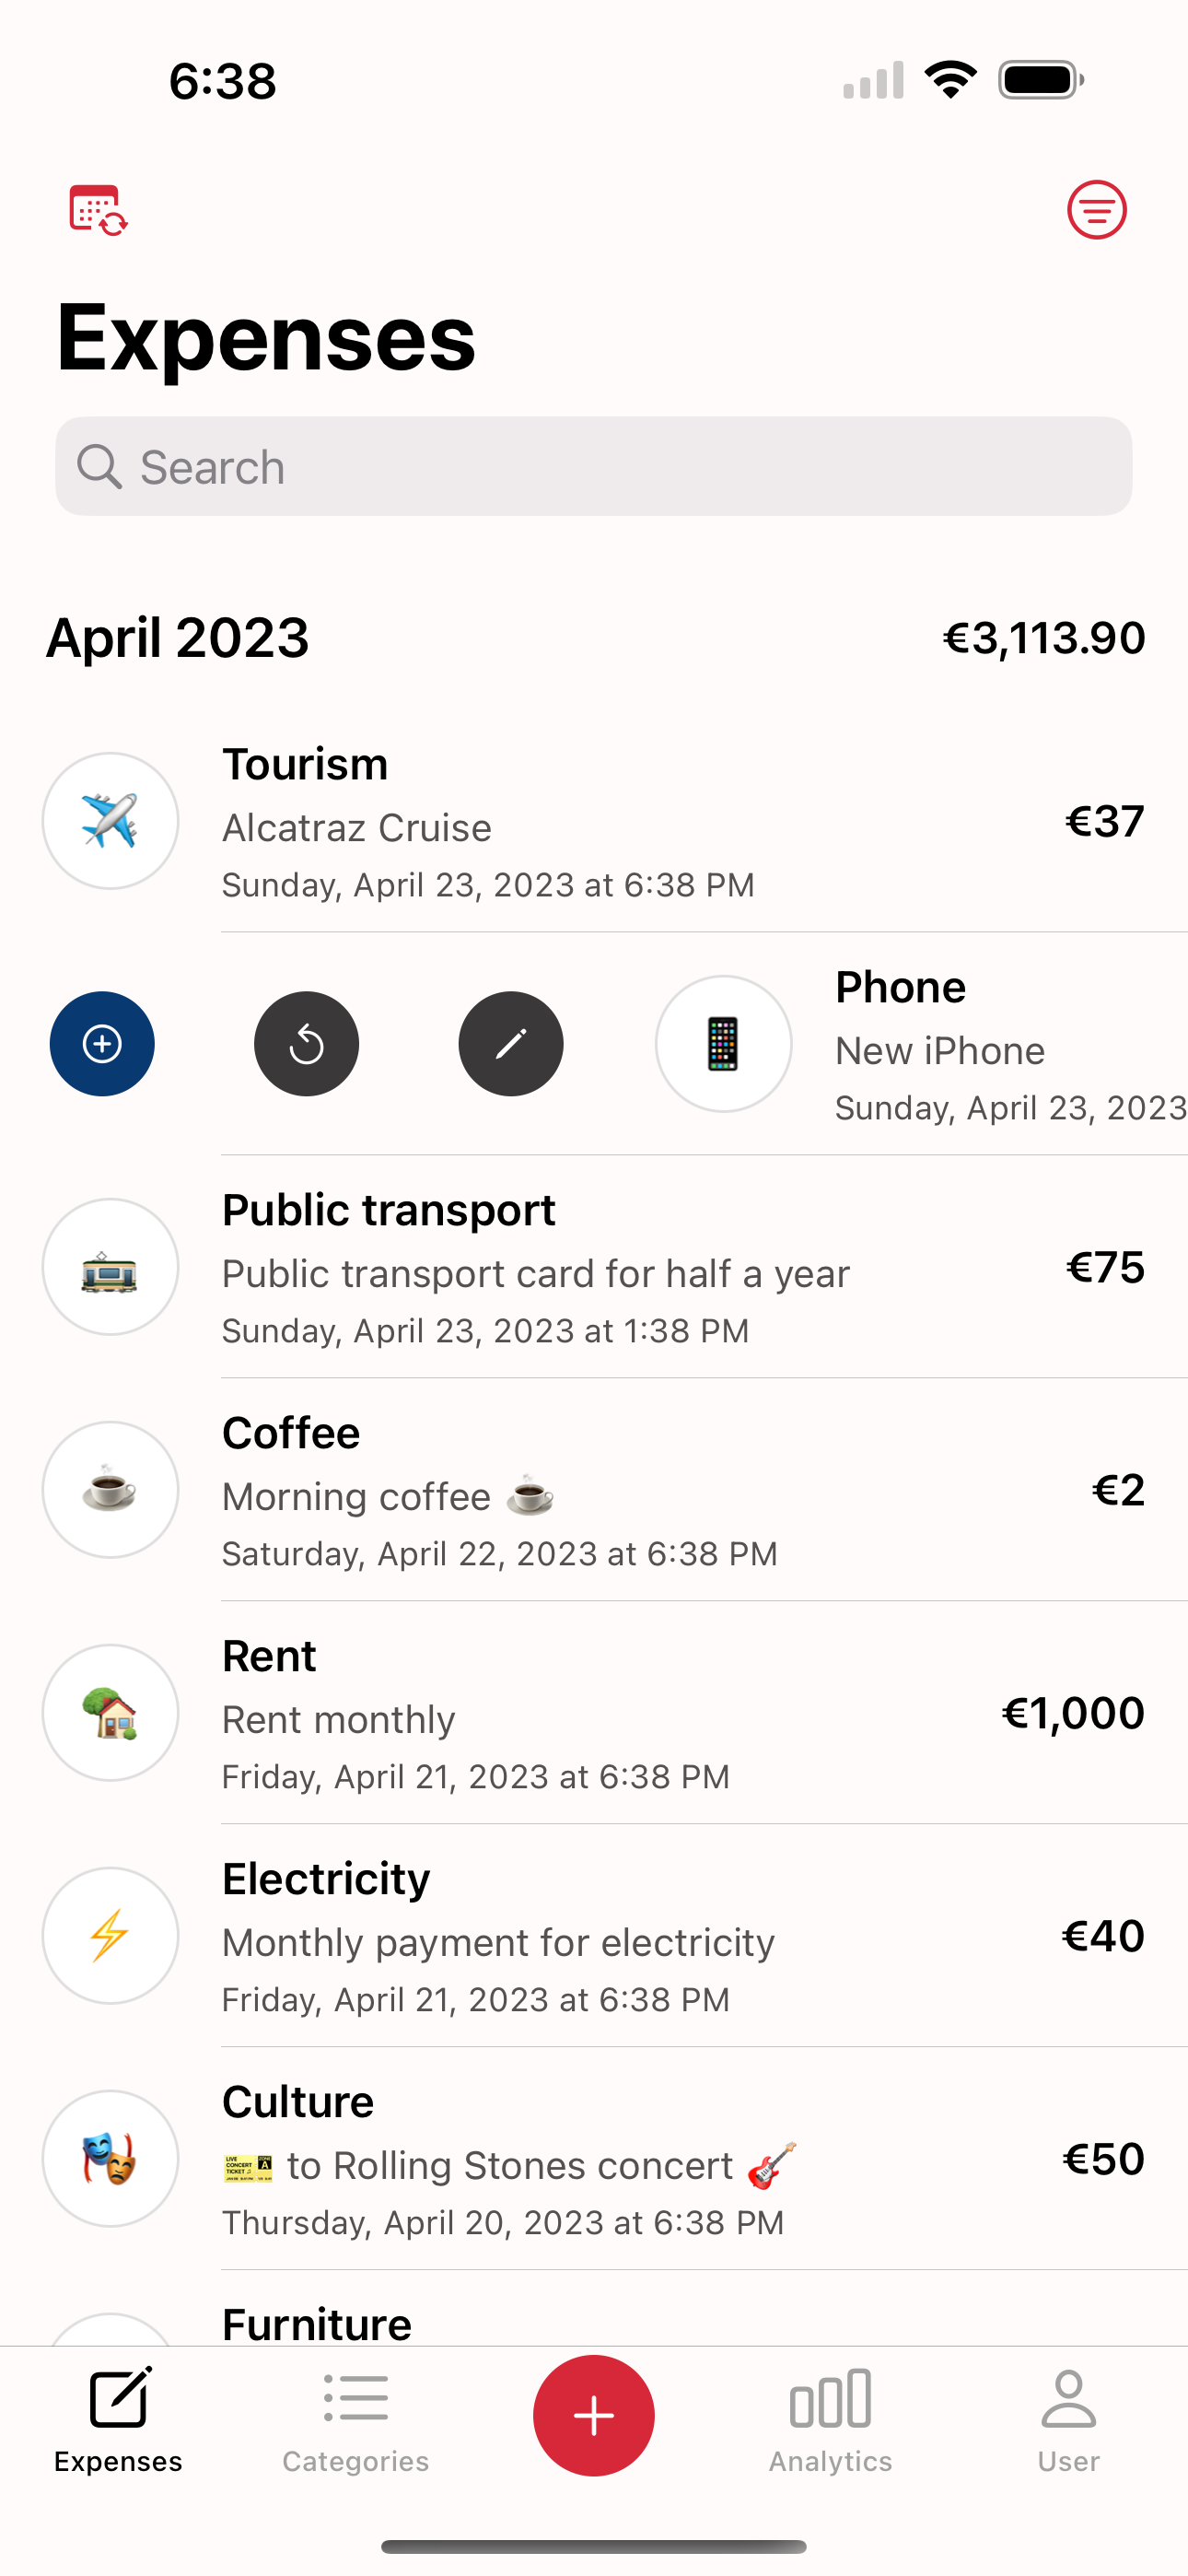 6:38
Expenses
Search
April 2023 €3,113.90
Tourism
Alcatraz Cruise
€37
Sunday, April 23, 2023 at 6:38 PM
Phone
New iPhone
Sunday, April 23, 2023
Public transport
Public transport card for half a year
€75
Sunday, April 23, 2023 at 1:38 PM
Coffee
Morning coffee ☕
€2
Saturday, April 22, 2023 at 6:38 PM
Rent
Rent monthly
€1,000
Friday, April 21, 2023 at 6:38 PM
Electricity
Monthly payment for electricity
€40
Friday, April 21, 2023 at 6:38 PM
Culture
🎫 to Rolling Stones concert 🎸
€50
Thursday, April 20, 2023 at 6:38 PM
Furniture
Expenses Categories Analytics User